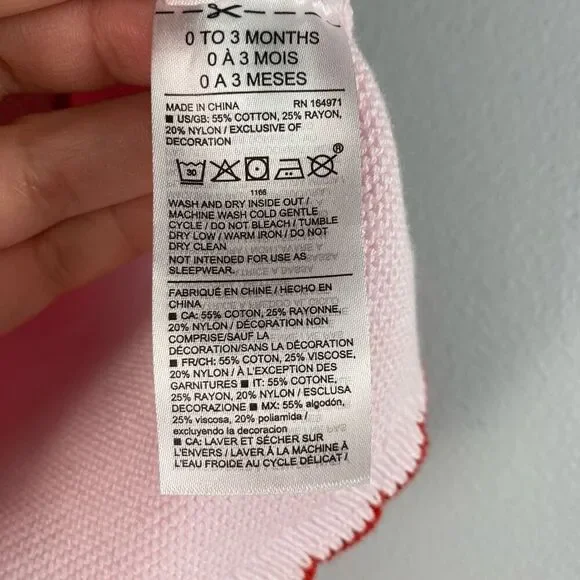 0 TO 3 MONTHS
0 À 3 MOIS
0 A 3 MESES
MADE IN CHINA RN 164971
■ US/GB: 55% COTTON, 25% RAYON,
20% NYLON / EXCLUSIVE OF
DECORATION
30
®
1166
WASH AND DRY INSIDE OUT /
MACHINE WASH COLD GENTLE
CYCLE / DO NOT BLEACH / TUMBLE
DRY LOW / WARM IRON / DO NOT
DRY CLEAN
NOT INTENDED FOR USE AS
SLEEPWEAR.
FABRIQUÉ EN CHINE / HECHO EN
CHINA
■ CA: 55% COTON, 25% RAYONNE,
20% NYLON / DÉCORATION NON
COMPRISE/SAUF LA
DÉCORATION/SANS LA DÉCORATION
■ FR/CH: 55% COTON, 25% VISCOSE,
20% NYLON / À L'EXCEPTION DES
GARNITURES ■ IT: 55% COTONE,
25% RAYON, 20% NYLON / ESCLUSA
DECORAZIONE ■ MX: 55% algodón,
25% viscosa, 20% poliamida /
excluyendo la decoracion
■ CA: LAVER ET SÉCHER SUR
L'ENVERS / LAVER À LA MACHINE À
L'EAU FROIDE AU CYCLE DÉLICAT /